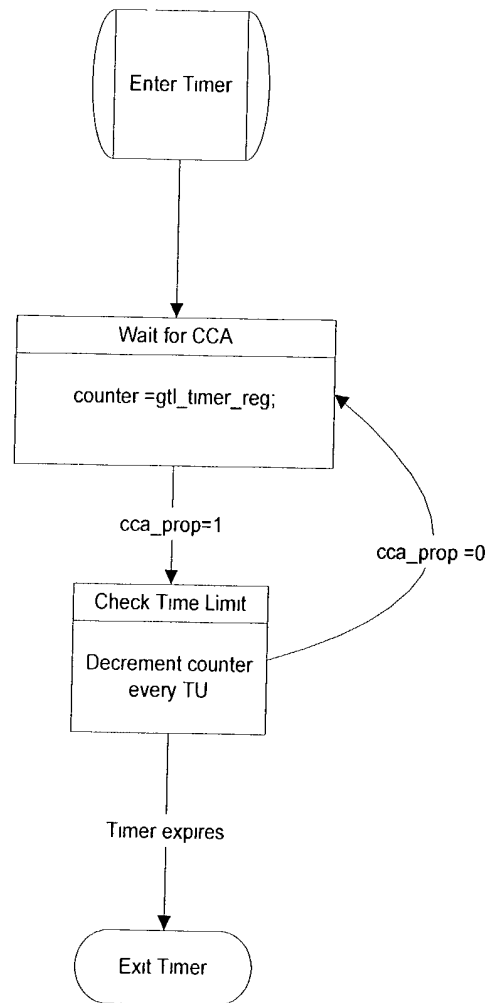 Enter Timer
Wait for CCA
counter =gtl_timer_reg;
cca_prop=1
cca_prop =0
Check Time Limit
Decrement counter
every TU
Timer expires
Exit Timer